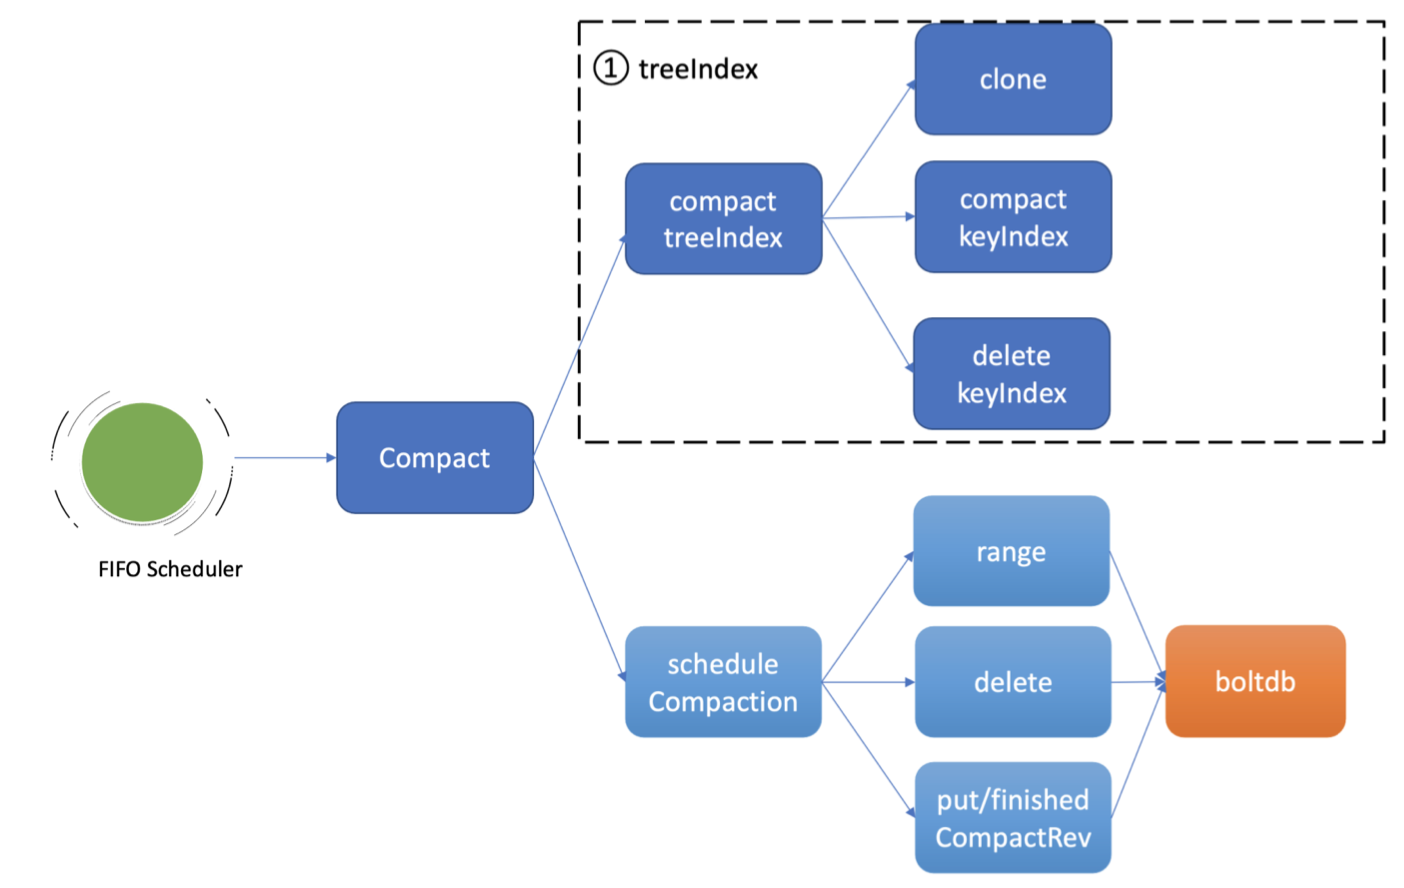 ① treeIndex
clone
compact
treeIndex
compact
keyIndex
delete
keyIndex
Compact
FIFO Scheduler
range
schedule
Compaction
delete
boltdb
put/finished
CompactRev